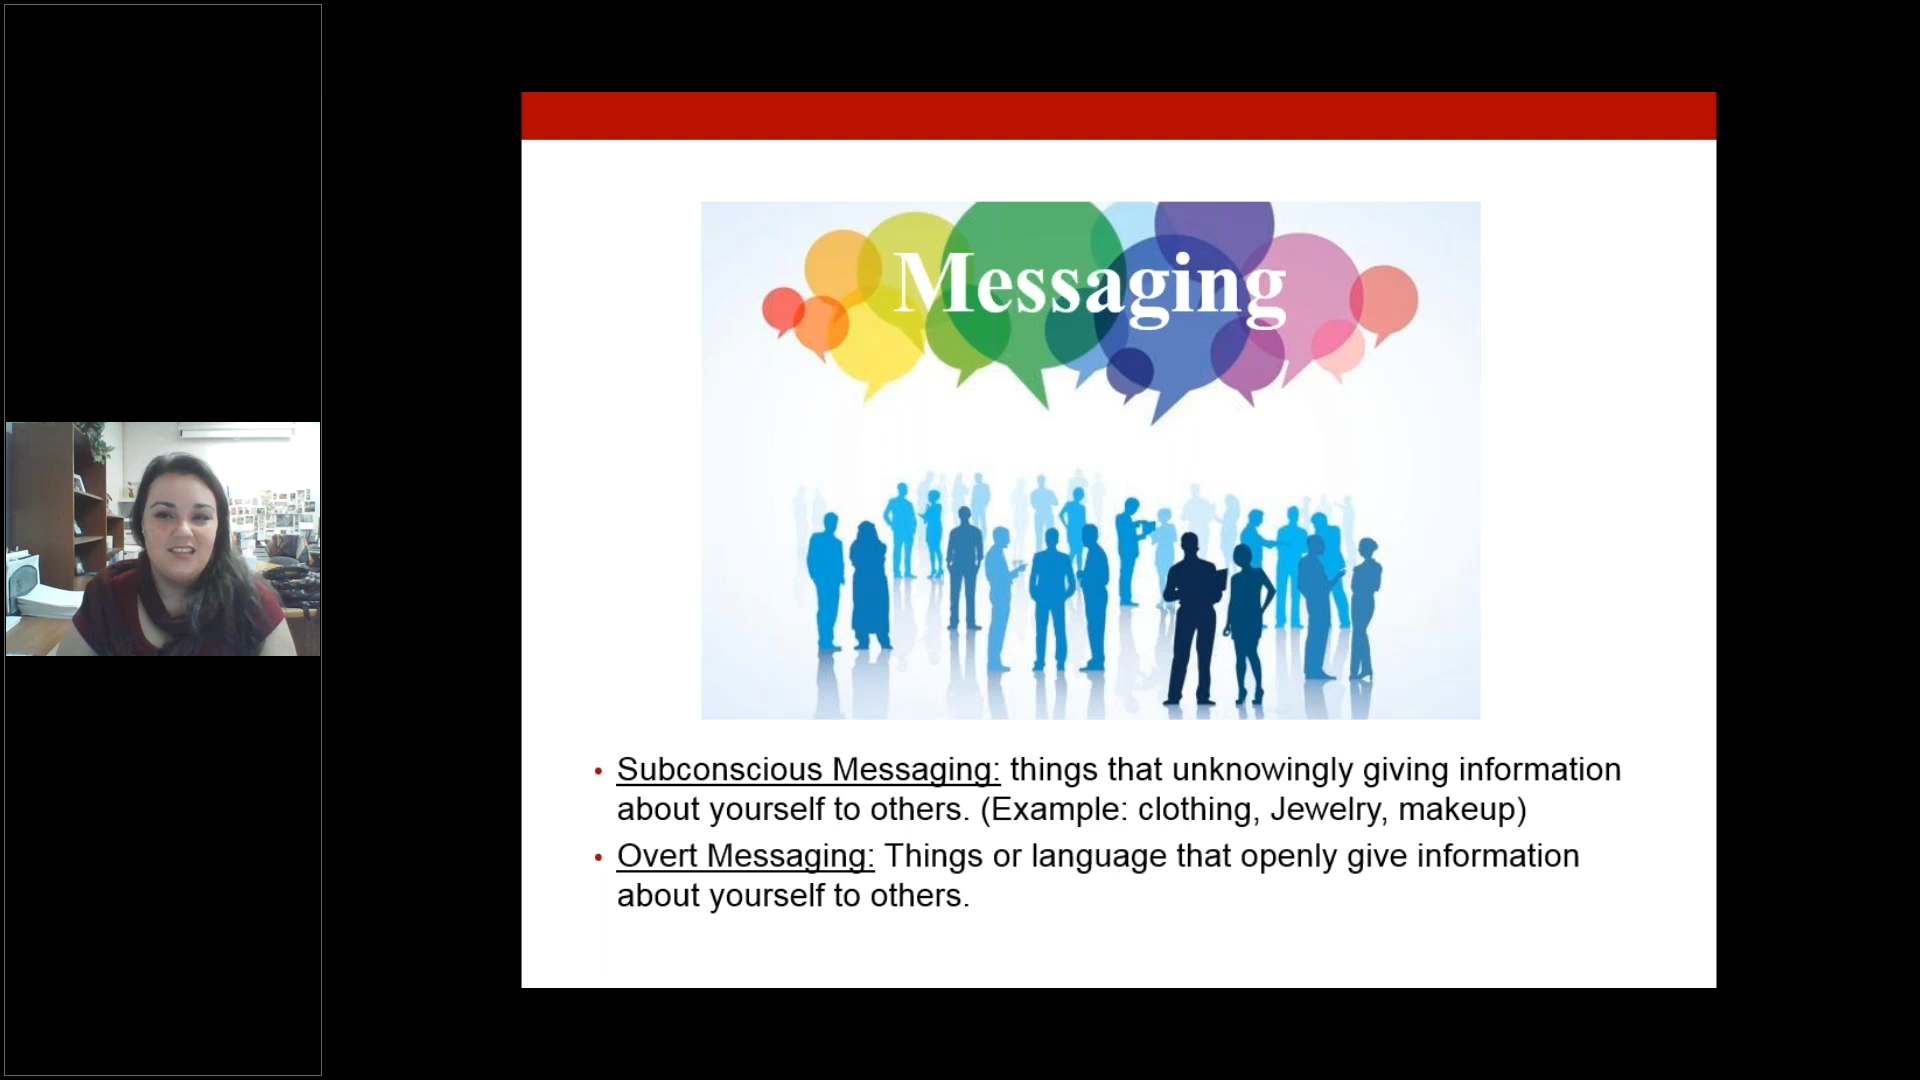 Messaging
• Subconscious Messaging: things that unknowingly giving information
about yourself to others. (Example: clothing, Jewelry, makeup)
• Overt Messaging: Things or language that openly give information
about yourself to others.